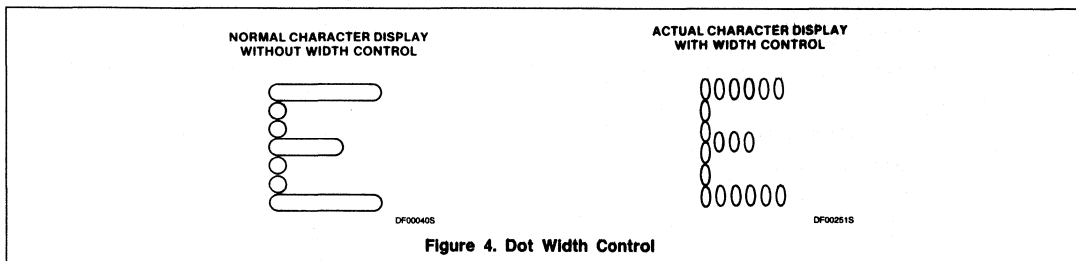 NORMAL CHARACTER DISPLAY
WITHOUT WIDTH CONTROL
DF00040S
ACTUAL CHARACTER DISPLAY
WITH WIDTH CONTROL
DF00251S
Figure 4. Dot Width Control